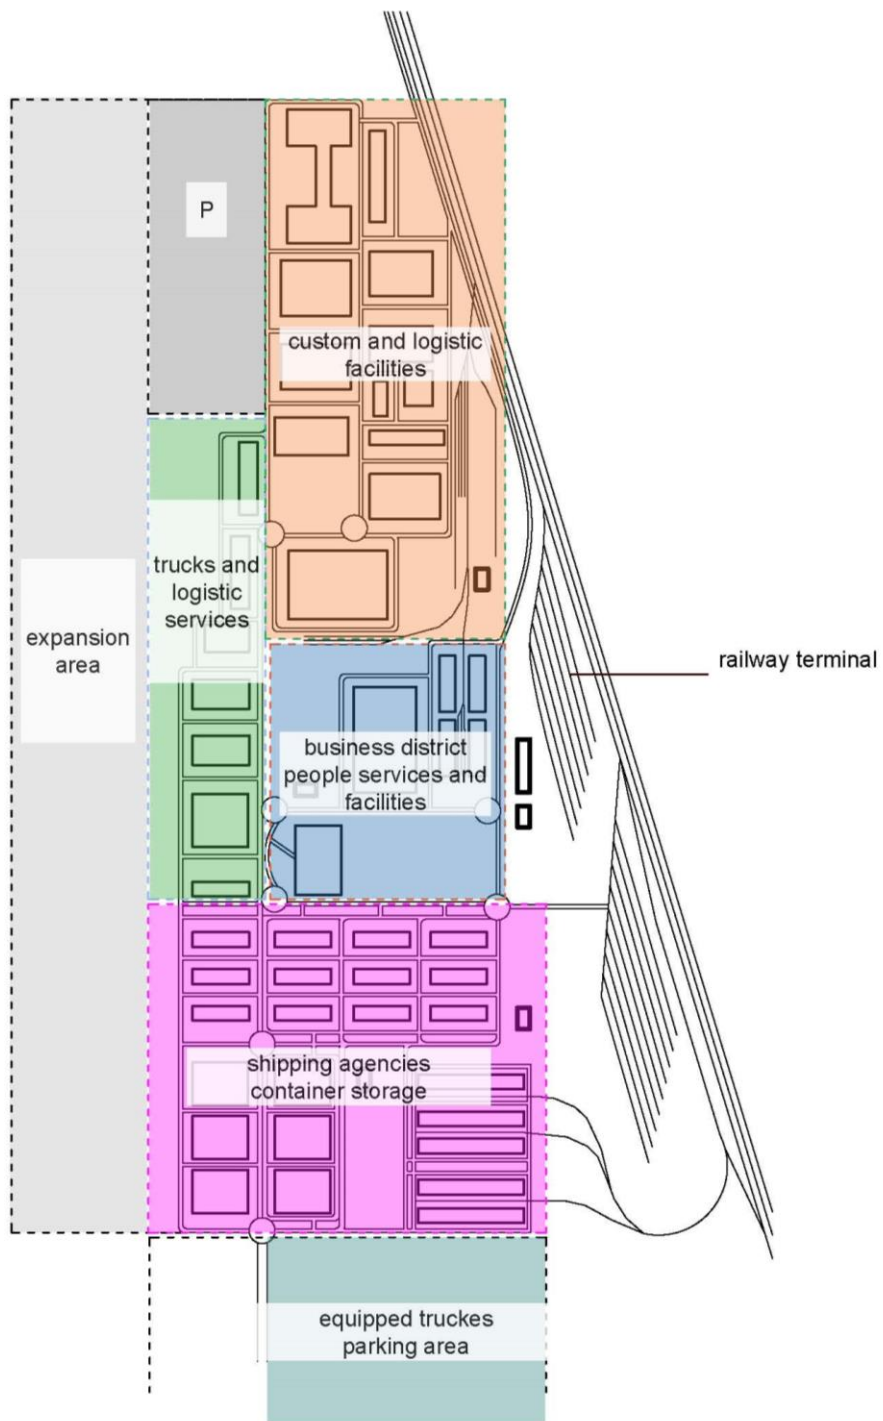 P
custom and logistic
facilities
trucks and
logistic
services
expansion
area
railway terminal
business district
people services and
facilities
shipping agencies
container storage
equipped truckes
parking area